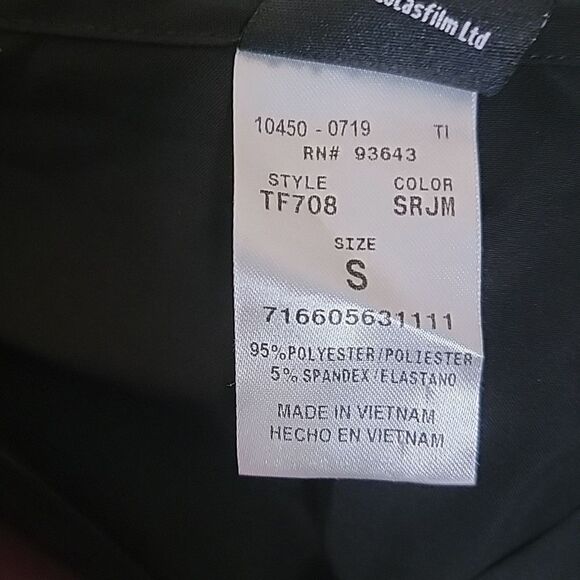 Lucasfilm Ltd
10450 - 0719 TI
RN# 93643
STYLE COLOR
TF708 SRJM
SIZE
S
716605631111
95%POLYESTER/POLIESTER
5% SPANDEX/ELASTANO
MADE IN VIETNAM
HECHO EN VIETNAM